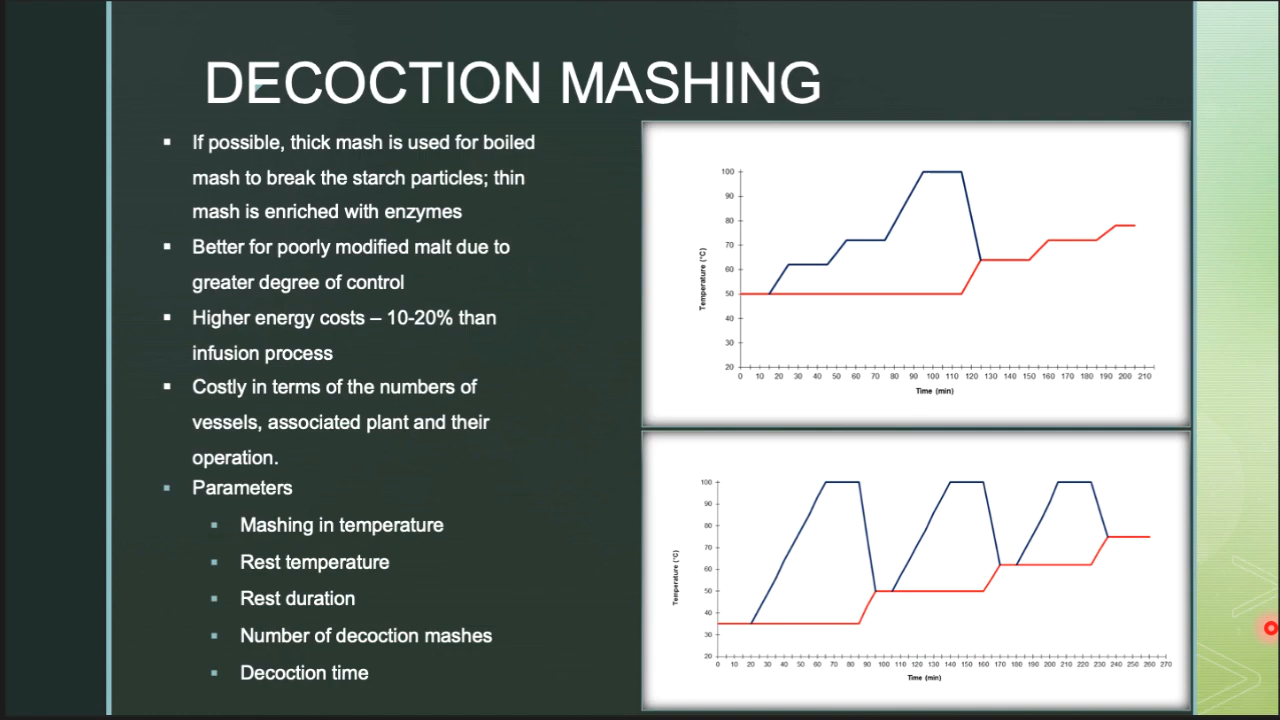 DECOCTION MASHING
▪ If possible, thick mash is used for boiled
mash to break the starch particles; thin
mash is enriched with enzymes
▪ Better for poorly modified malt due to
greater degree of control
▪ Higher energy costs – 10-20% than
infusion process
▪ Costly in terms of the numbers of
vessels, associated plant and their
operation.
▪ Parameters
▪ Mashing in temperature
▪ Rest temperature
▪ Rest duration
▪ Number of decoction mashes
▪ Decoction time
Temperature (°C)
100
90
80
70
60
50
40
30
20
0 10 20 30 40 50 60 70 80 90 100 110 120 130 140 150 160 170 180 190 200 210
Time (min)
Temperature (°C)
100
90
80
70
60
50
40
30
20
0 10 20 30 40 50 60 70 80 90 100 110 120 130 140 150 160 170 180 190 200 210 220 230 240 250 260 270
Time (min)